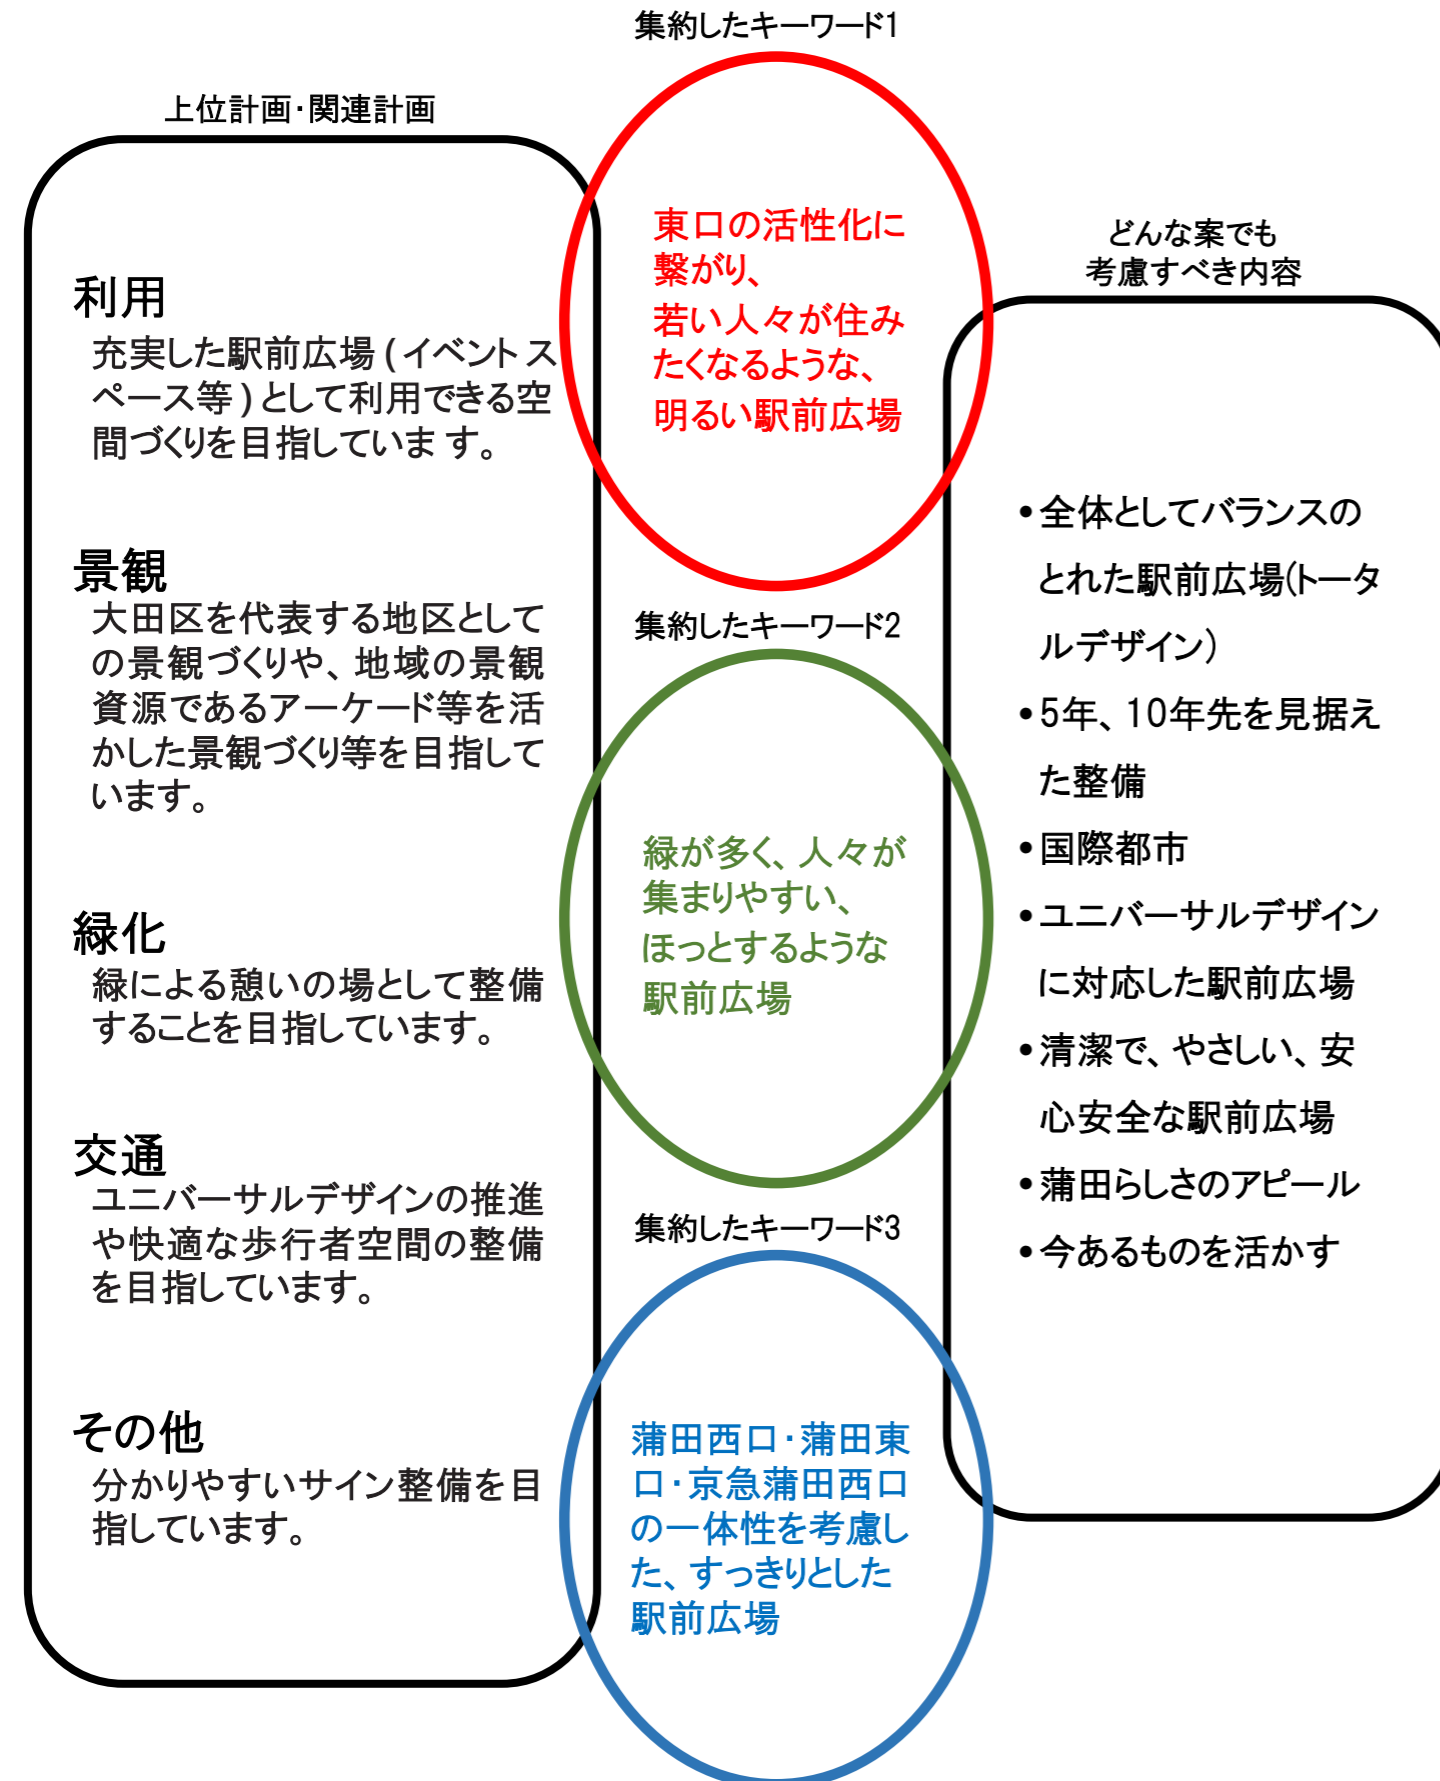 上位計画・関連計画
利用
充実した駅前広場(イベントス
ペース等)として利用できる空
間づくりを目指しています。
景観
大田区を代表する地区として
の景観づくりや、地域の景観
資源であるアーケード等を活
かした景観づくり等を目指して
います。
緑化
緑による憩いの場として整備
することを目指しています。
交通
ユニバーサルデザインの推進
や快適な歩行者空間の整備
を目指しています。
その他
分かりやすいサイン整備を目
指しています。
集約したキーワード1
東口の活性化に
繋がり、
若い人々が住み
たくなるような、
明るい駅前広場
集約したキーワード2
緑が多く、人々が
集まりやすい、
ほっとするような
駅前広場
集約したキーワード3
蒲田西口・蒲田東
口・京急蒲田西口
の一体性を考慮し
た、すっきりとした
駅前広場
どんな案でも
考慮すべき内容
•全体としてバランスの
とれた駅前広場(トータ
ルデザイン)
•5年、10年先を見据え
た整備
•国際都市
•ユニバーサルデザイン
に対応した駅前広場
•清潔で、やさしい、安
心安全な駅前広場
•蒲田らしさのアピール
•今あるものを活かす